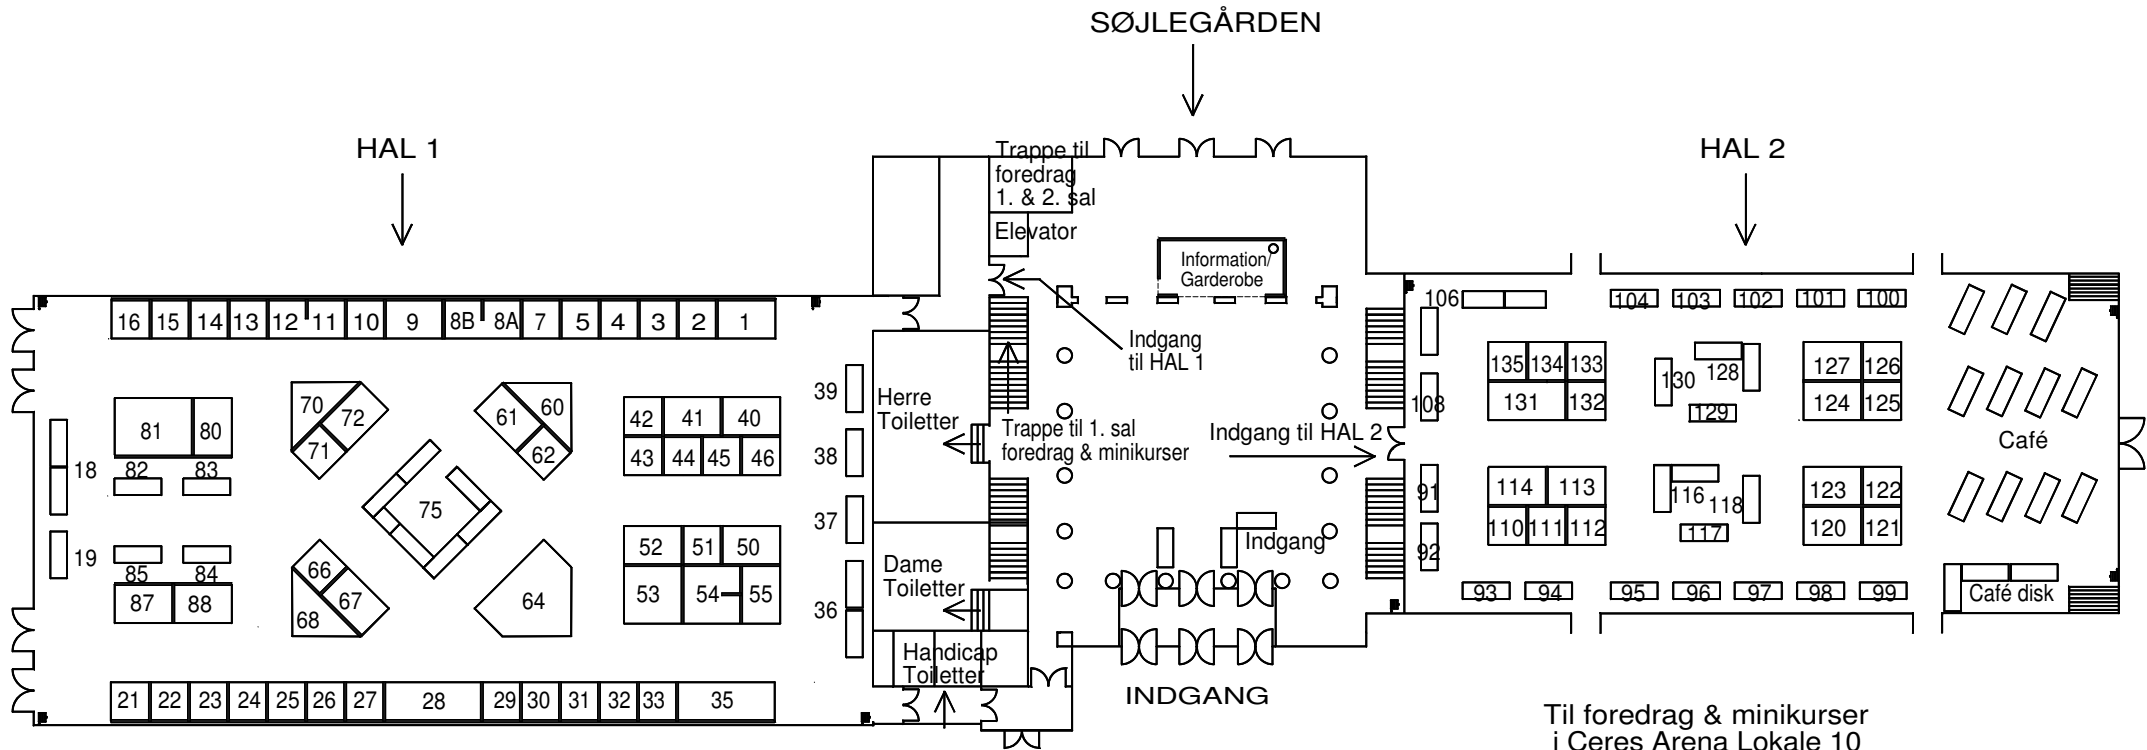 SØJLEGÅRDEN
HAL 1
HAL 2
Trappe til
foredrag
1. & 2. sal
Elevator
Information/
Garderobe
16 15 14 13 12 11 10 9 8B 8A 7 5 4 3 2 1
106 104 103 102 101 100
Indgang
til HAL 1
39
Herre
Toiletter
70 72 71
61 60 62
81 80
82 83
18
42 41 40
43 44 45 46
38
Trappe til 1. sal
foredrag & minikurser
Indgang til HAL 2
108
135 134 133
131 132
130 128
129
127 126
124 125
Café
75
37
19
85 84
87 88
66 67 68
64
52 51 50
53 54 55
36
Dame
Toiletter
Indgang
91
92
114 113
110 111 112
116 118
117
123 122
120 121
93 94 95 96 97 98 99
Café disk
Handicap
Toiletter
21 22 23 24 25 26 27 28 29 30 31 32 33 35
INDGANG
Til foredrag & minikurser
i Ceres Arena Lokale 10